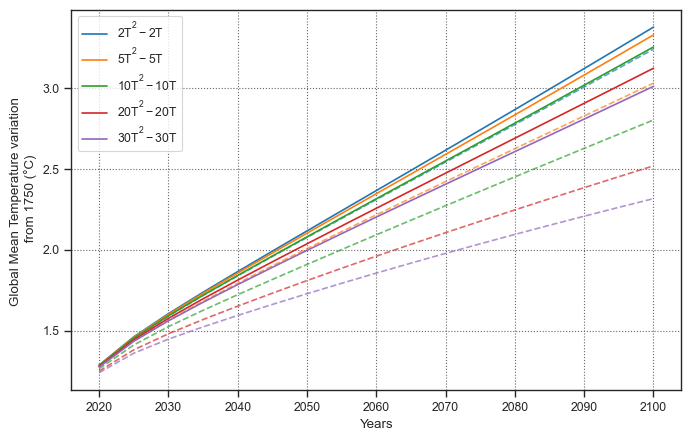 2T² − 2T
5T² − 5T
10T² − 10T
20T² − 20T
30T² − 30T
Global Mean Temperature variation
from 1750 (°C)
3.0
2.5
2.0
1.5
2020 2030 2040 2050 2060 2070 2080 2090 2100
Years